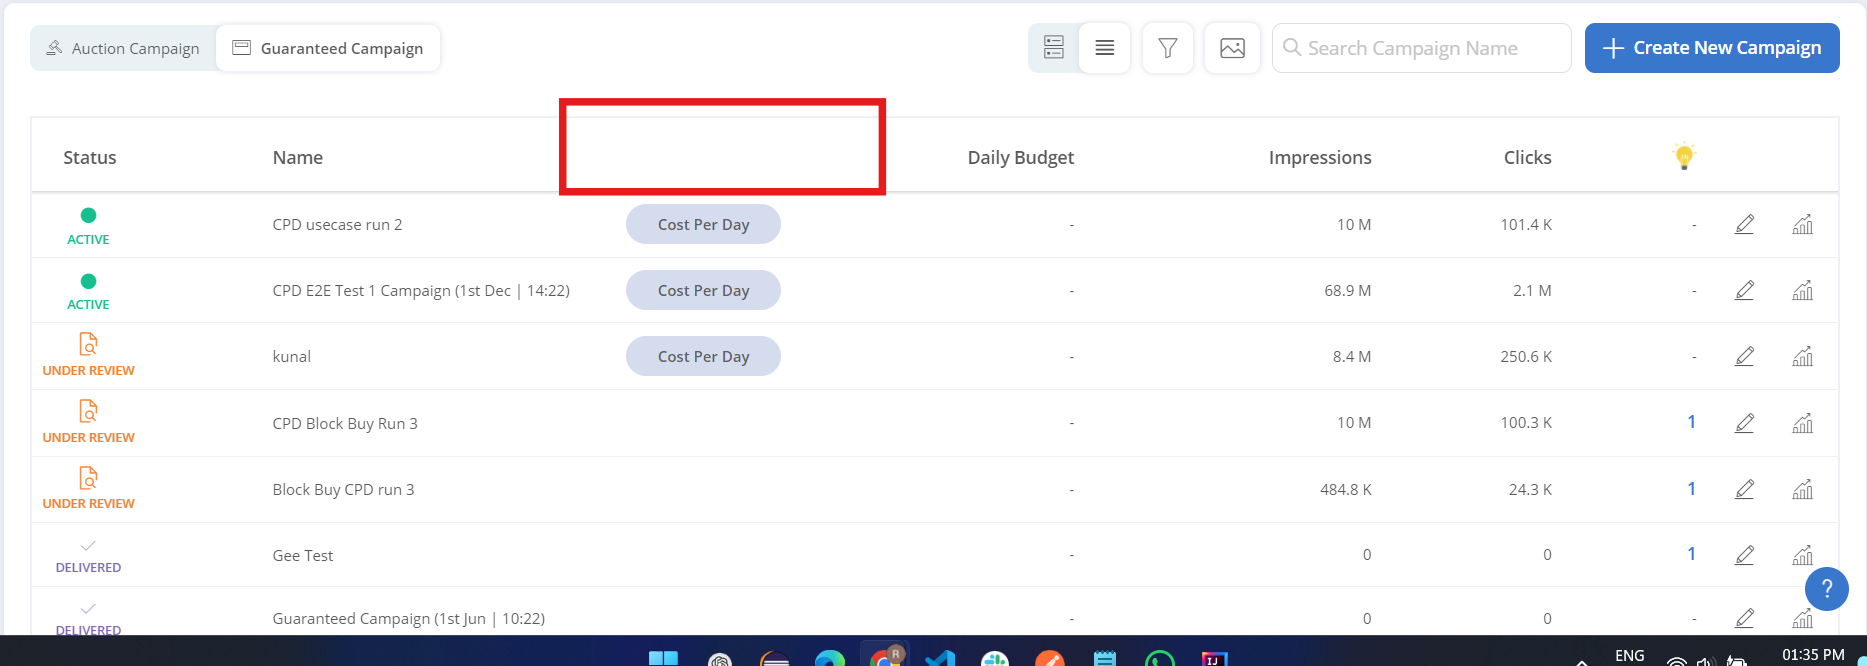 Auction Campaign Guaranteed Campaign Search Campaign Name Create New Campaign
Status Name Daily Budget Impressions Clicks
CPD usecase run 2 Cost Per Day - 10 M 101.4 K -
ACTIVE
CPD E2E Test 1 Campaign (1st Dec | 14:22) Cost Per Day - 68.9 M 2.1 M -
ACTIVE
kunal Cost Per Day - 8.4 M 250.6 K -
UNDER REVIEW
CPD Block Buy Run 3 - 10 M 100.3 K 1
UNDER REVIEW
Block Buy CPD run 3 - 484.8 K 24.3 K 1
UNDER REVIEW
Gee Test - 0 0 1
DELIVERED
?
Guaranteed Campaign (1st Jun | 10:22) - 0 0 -
DELIVERED
R IJ ENG 01:35 PM